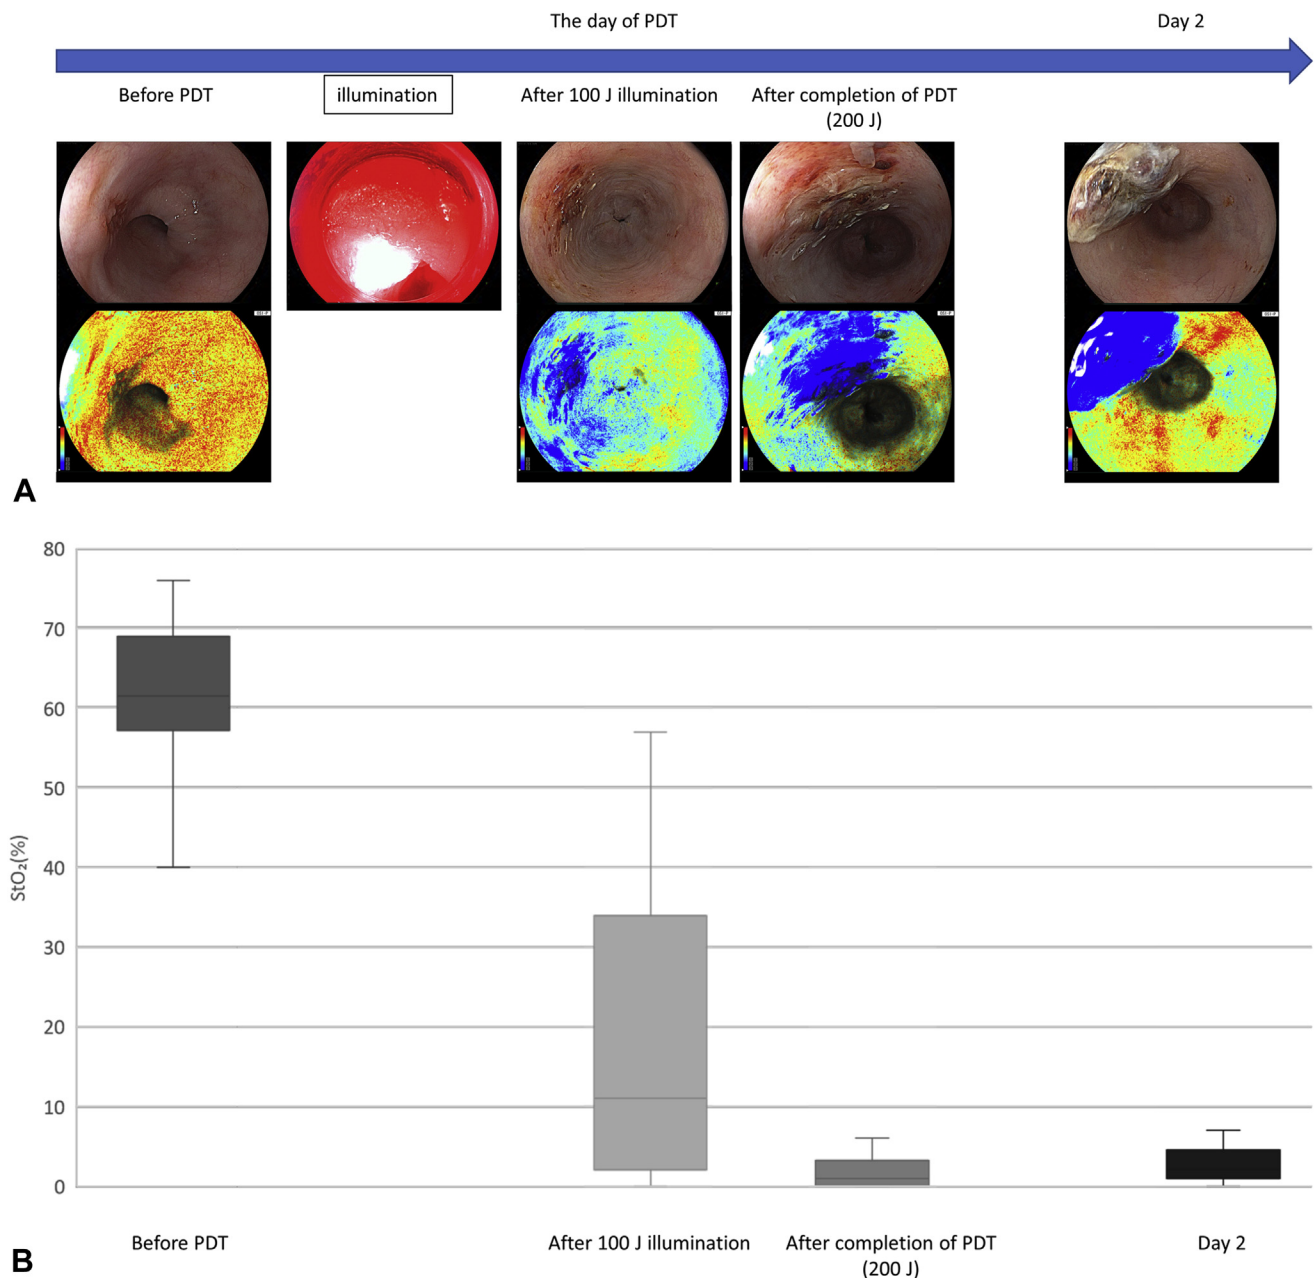 The day of PDT
Day 2
Before PDT
illumination
After 100 J illumination
After completion of PDT
(200 J)
A
80
70
60
50
40
30
20
10
0
StO₂(%)
Before PDT
After 100 J illumination
After completion of PDT
(200 J)
Day 2
B